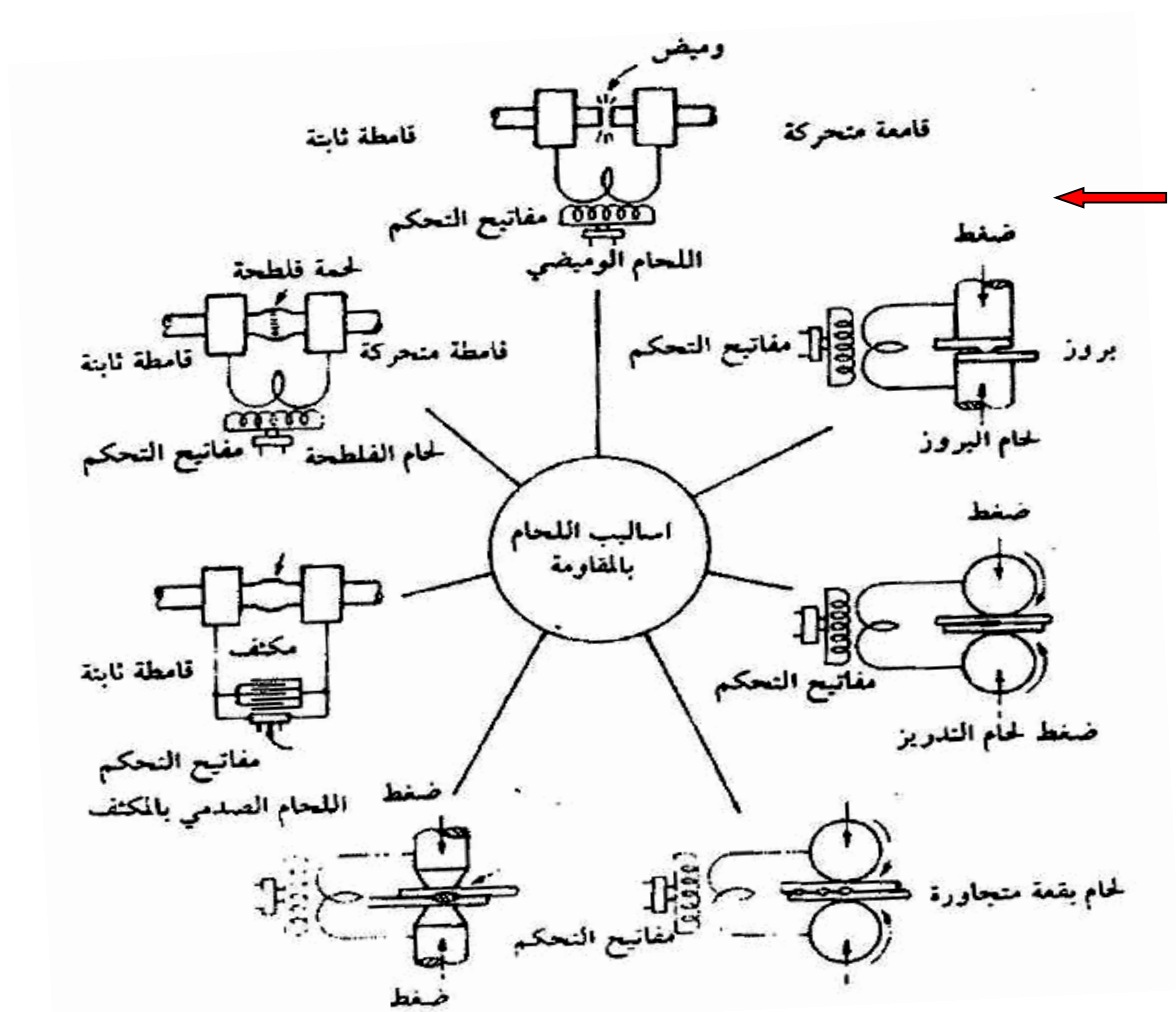 وميض
قامطة ثابتة
قامعة متحركة
مفاتيح التحكم
اللحام الوميضي
ضغط
مفاتيح التحكم
بروز
لحام البروز
لحمة فلطحة
قامطة ثابتة
قامطة متحركة
مفاتيح التحكم
لحام الفلطحة
اساليب اللحام
بالمقاومة
ضغط
مفاتيح التحكم
ضغط لحام التدريز
مكثف
قامطة ثابتة
مفاتيح التحكم
اللحام الصدمي بالمكثف
ضغط
ضغط
مفاتيح التحكم
لحام بقعة متجاورة